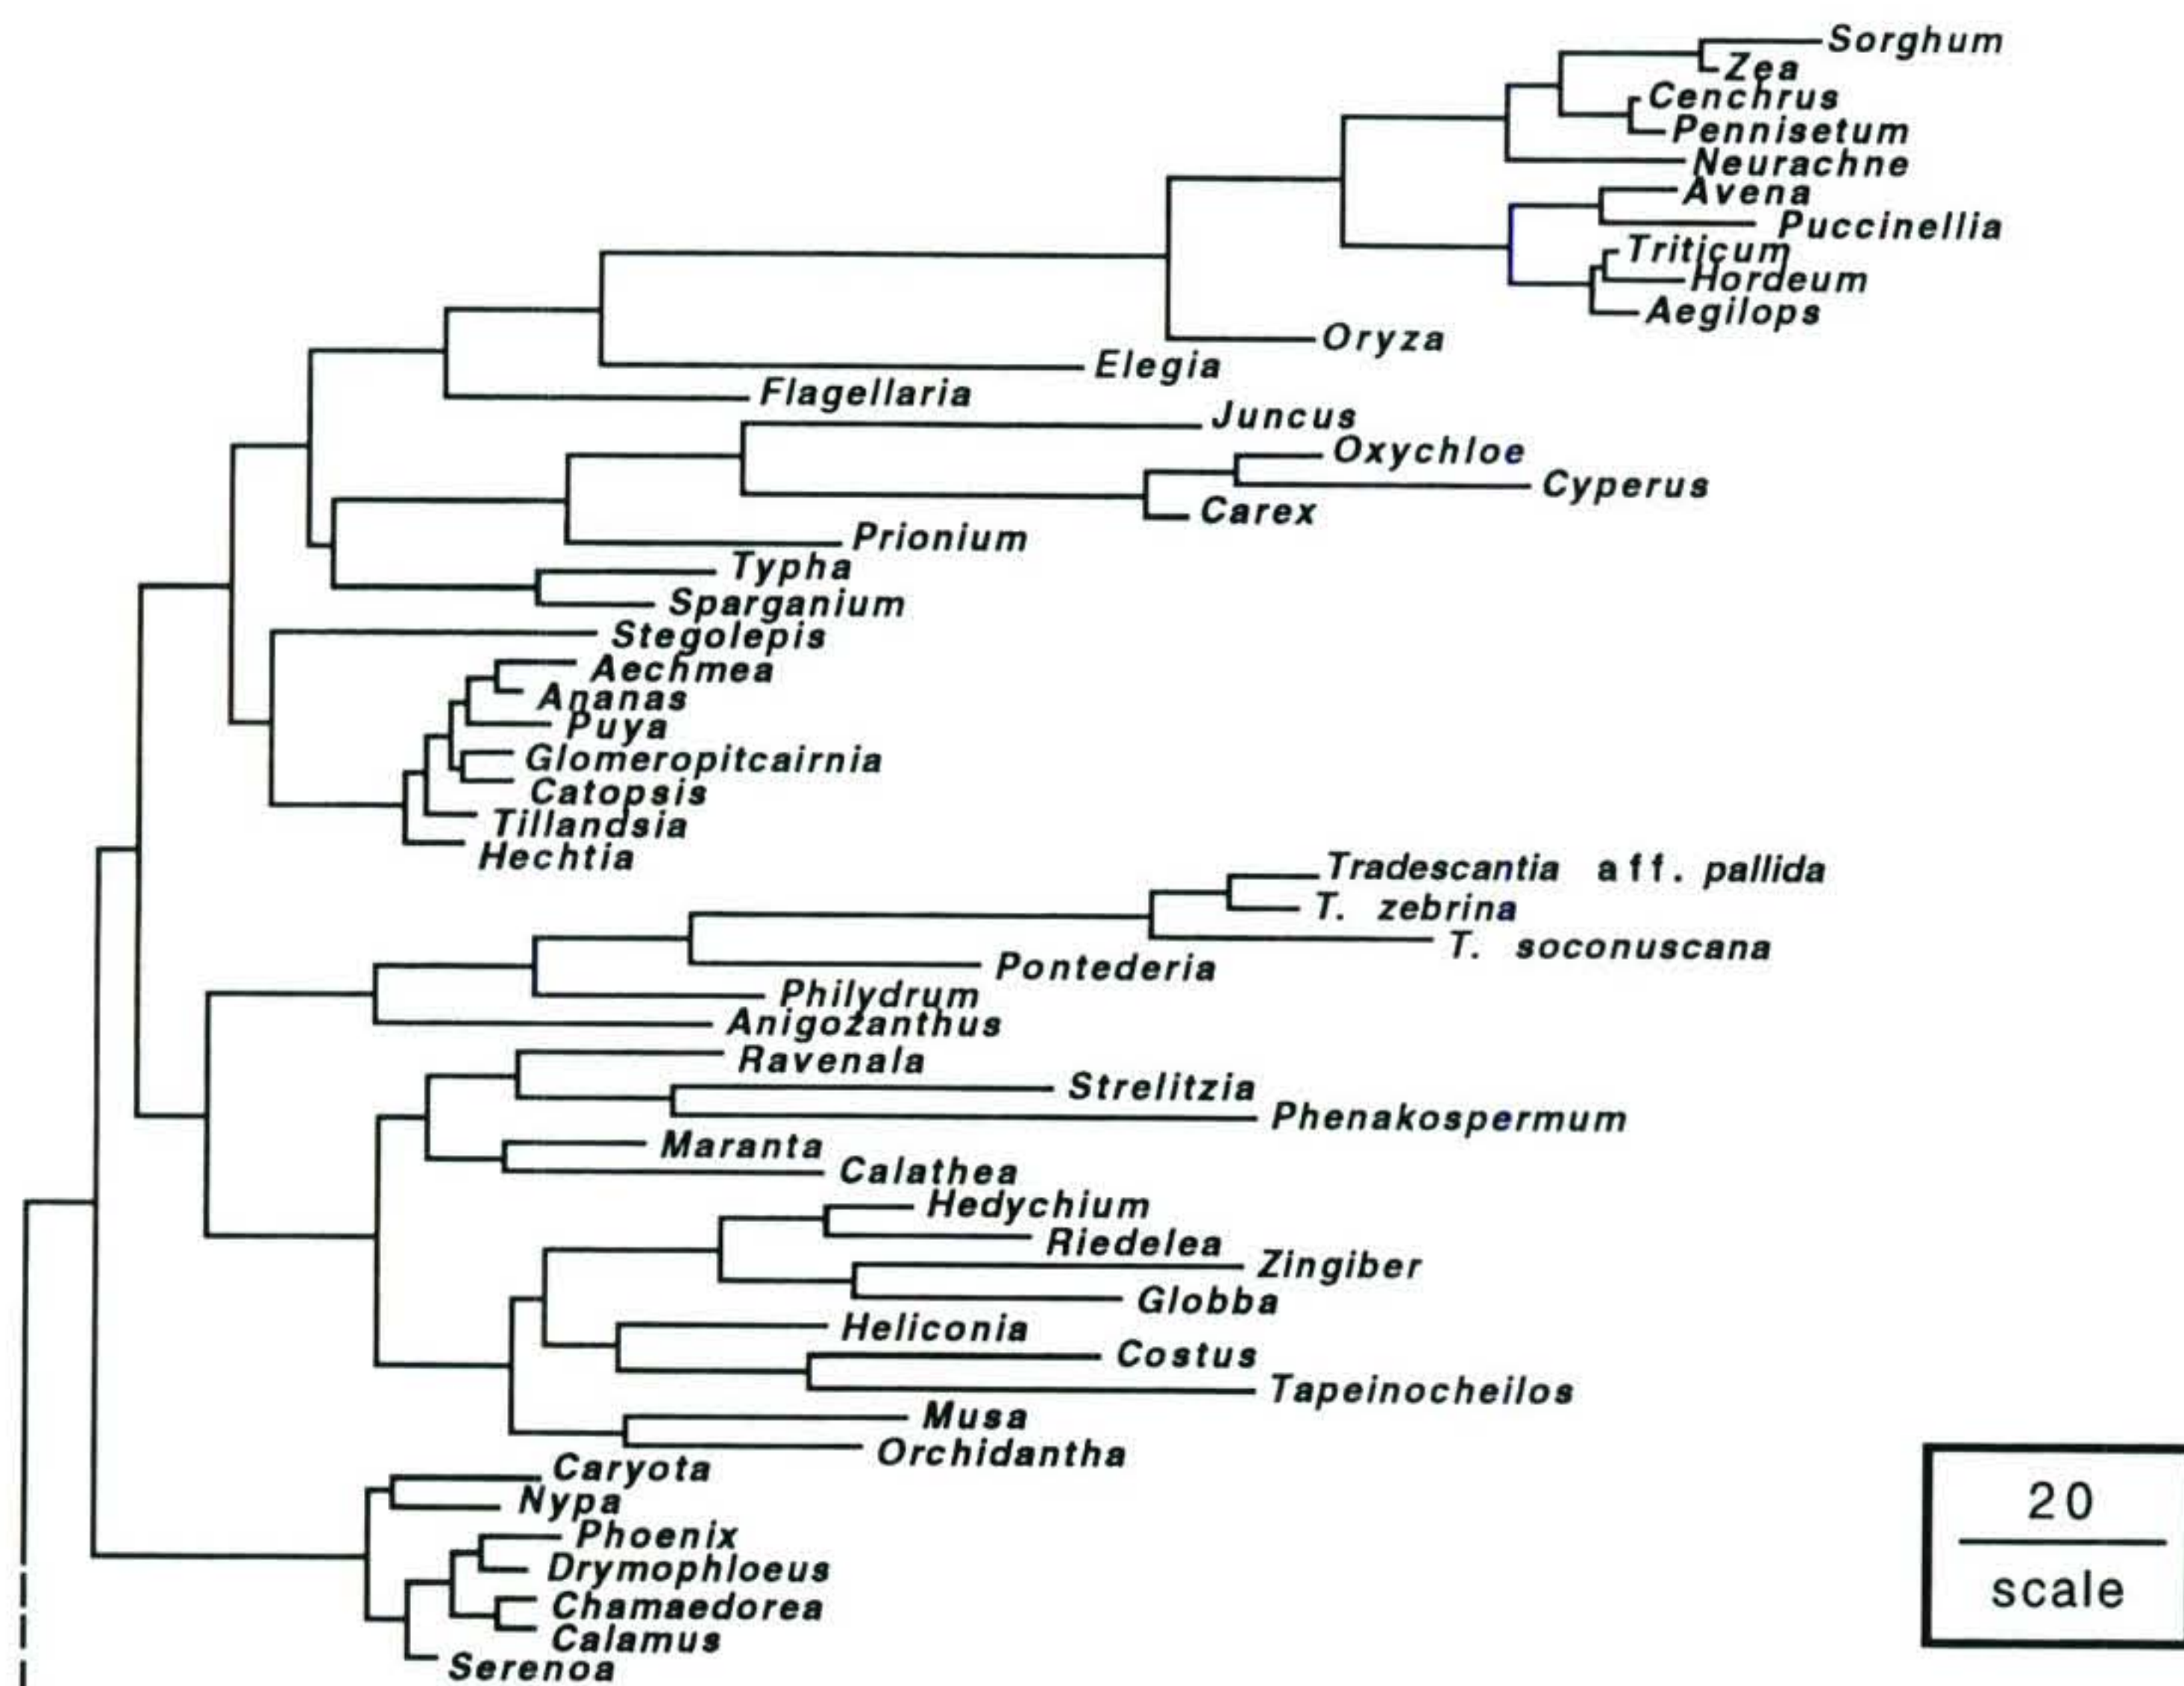 Sorghum
Zea
Cenchrus
Pennisetum
Neurachne
Avena
Puccinellia
Triticum
Hordeum
Aegilops
Oryza
Elegia
Flagellaria
Juncus
Oxychloe
Cyperus
Carex
Prionium
Typha
Sparganium
Stegolepis
Aechmea
Ananas
Puya
Glomeropitcairnia
Catopsis
Tillandsia
Hechtia
Tradescantia aff. pallida
T. zebrina
T. soconuscana
Pontederia
Philydrum
Anigozanthus
Ravenala
Strelitzia
Phenakospermum
Maranta
Calathea
Hedychium
Riedelea
Zingiber
Globba
Heliconia
Costus
Tapeinocheilos
Musa
Orchidantha
Caryota
Nypa
Phoenix
Drymophloeus
Chamaedorea
Calamus
Serenoa
20
scale